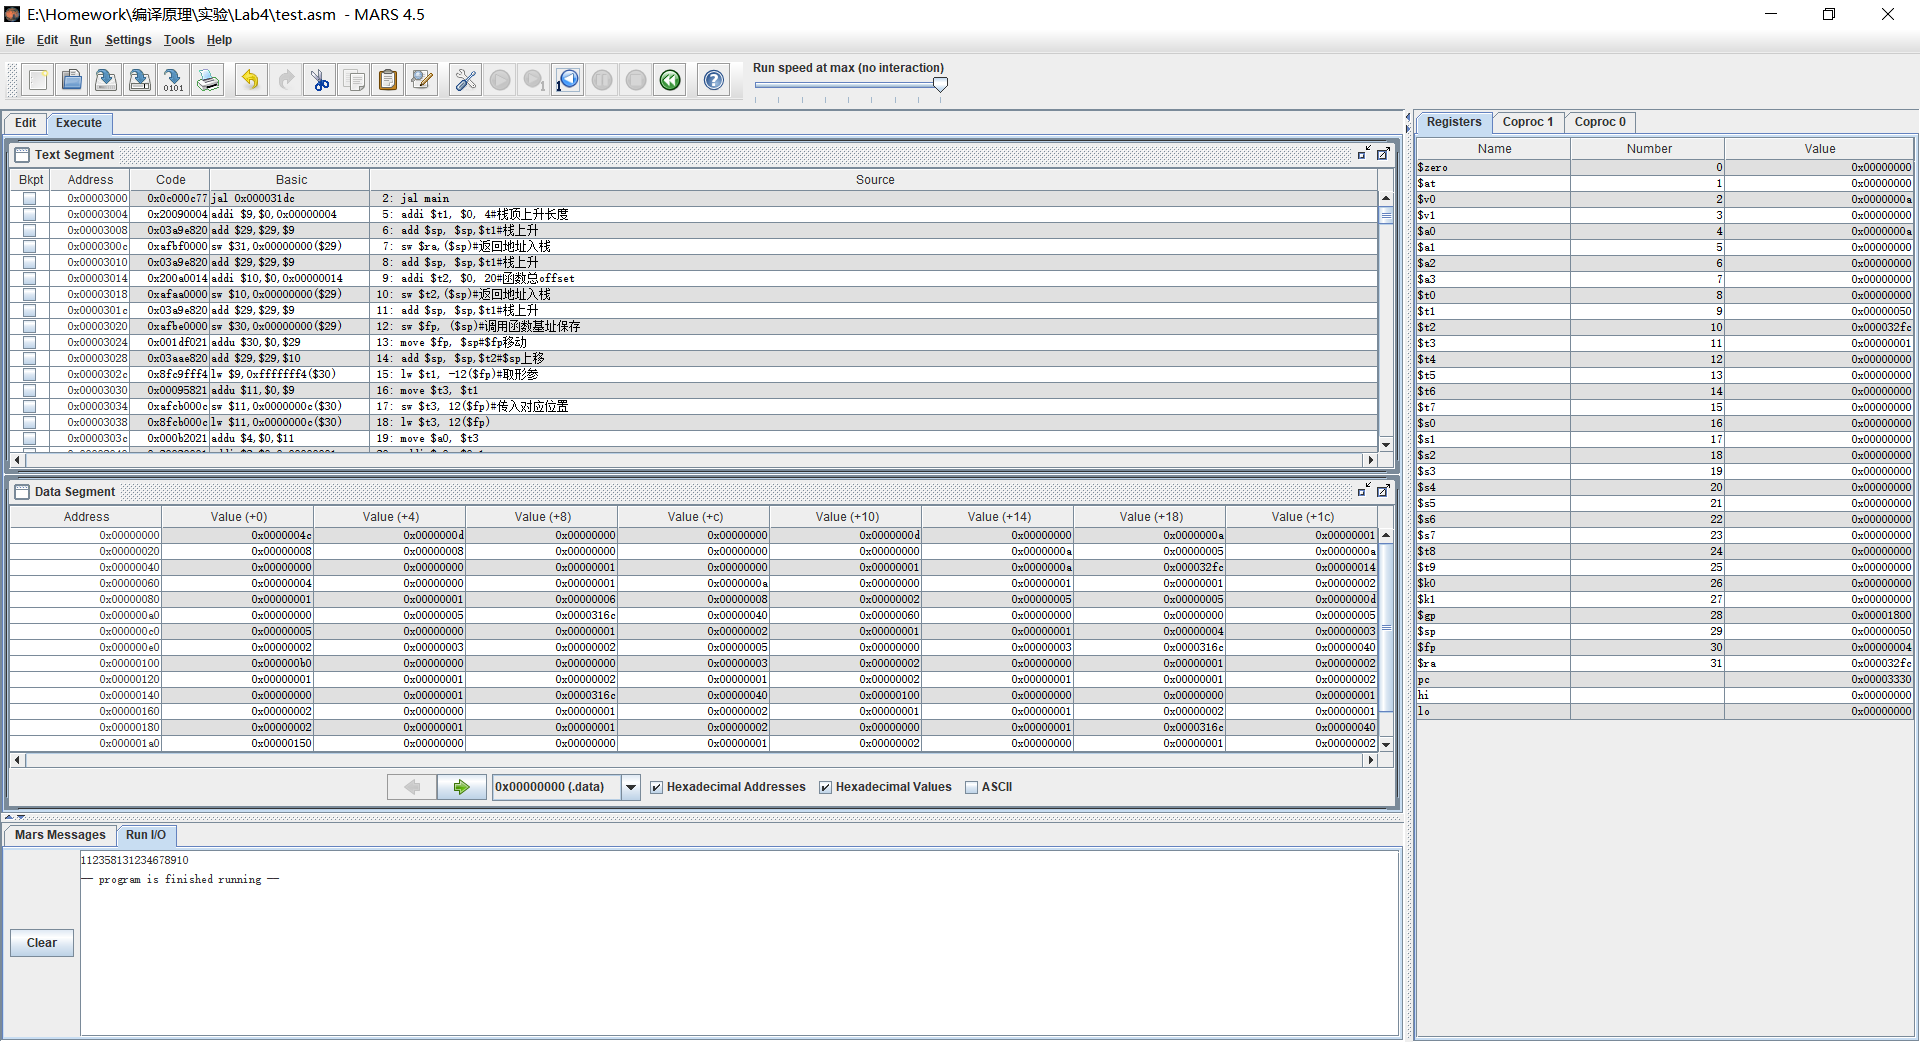 E:\Homework\编译原理\实验\Lab4\test.asm  - MARS 4.5
File Edit Run Settings Tools Help
Run speed at max (no interaction)
Edit Execute
Text Segment
Bkpt Address Code Basic Source
0x00003000 0x0c000c77 jal 0x000031dc 2: jal main
0x00003004 0x20090004 addi $9,$0,0x00000004 5: addi $t1, $0, 4#栈顶上升长度
0x00003008 0x03a9e820 add $29,$29,$9 6: add $sp, $sp,$t1#栈上升
0x0000300c 0xafbf0000 sw $31,0x00000000($29) 7: sw $ra,($sp)#返回地址入栈
0x00003010 0x03a9e820 add $29,$29,$9 8: add $sp, $sp,$t1#栈上升
0x00003014 0x200a0014 addi $10,$0,0x00000014 9: addi $t2, $0, 20#函数总offset
0x00003018 0xafaa0000 sw $10,0x00000000($29) 10: sw $t2,($sp)#返回地址入栈
0x0000301c 0x03a9e820 add $29,$29,$9 11: add $sp, $sp,$t1#栈上升
0x00003020 0xafbe0000 sw $30,0x00000000($29) 12: sw $fp, ($sp)#调用函数基址保存
0x00003024 0x001df021 addu $30,$0,$29 13: move $fp, $sp#$fp移动
0x00003028 0x03aae820 add $29,$29,$10 14: add $sp, $sp,$t2#$sp上移
0x0000302c 0x8fc9fff4 lw $9,0xfffffff4($30) 15: lw $t1, -12($fp)#取形参
0x00003030 0x00095821 addu $11,$0,$9 16: move $t3, $t1
0x00003034 0xafcb000c sw $11,0x0000000c($30) 17: sw $t3, 12($fp)#传入对应位置
0x00003038 0x8fcb000c lw $11,0x0000000c($30) 18: lw $t3, 12($fp)
0x0000303c 0x000b2021 addu $4,$0,$11 19: move $a0, $t3
Data Segment
Address Value (+0) Value (+4) Value (+8) Value (+c) Value (+10) Value (+14) Value (+18) Value (+1c)
0x00000000 0x0000004c 0x0000000d 0x00000000 0x00000000 0x0000000d 0x00000000 0x0000000a 0x00000001
0x00000020 0x00000008 0x00000008 0x00000000 0x00000000 0x00000000 0x0000000a 0x00000005 0x0000000a
0x00000040 0x00000000 0x00000001 0x00000000 0x00000001 0x0000000a 0x000032fc 0x00000014
0x00000060 0x00000004 0x00000000 0x00000001 0x0000000a 0x00000000 0x00000001 0x00000001 0x00000002
0x00000080 0x00000001 0x00000001 0x00000006 0x00000008 0x00000002 0x00000005 0x00000005 0x0000000d
0x000000a0 0x00000000 0x00000005 0x0000316c 0x00000040 0x00000060 0x00000000 0x00000005
0x000000c0 0x00000005 0x00000000 0x00000001 0x00000002 0x00000001 0x00000001 0x00000004 0x00000003
0x000000e0 0x00000002 0x00000003 0x00000002 0x00000005 0x00000000 0x00000003 0x0000316c 0x00000040
0x00000100 0x000000b0 0x00000000 0x00000000 0x00000003 0x00000002 0x00000000 0x00000001 0x00000002
0x00000120 0x00000001 0x00000002 0x00000001 0x00000002 0x00000001 0x00000001 0x00000002
0x00000140 0x00000000 0x00000001 0x0000316c 0x00000040 0x00000100 0x00000000 0x00000001
0x00000160 0x00000002 0x00000000 0x00000001 0x00000002 0x00000001 0x00000001 0x00000002 0x00000001
0x00000180 0x00000002 0x00000001 0x00000001 0x00000002 0x00000000 0x00000001 0x0000316c 0x00000040
0x000001a0 0x00000150 0x00000000 0x00000000 0x00000001 0x00000002 0x00000000 0x00000001 0x00000002
0x00000000 (.data) Hexadecimal Addresses Hexadecimal Values ASCII
Mars Messages Run I/O
112358131234678910
-- program is finished running --
Clear
Registers Coproc 1 Coproc 0
Name Number Value
$zero 0 0x00000000
$at 1 0x00000000
$v0 2 0x0000000a
$v1 3 0x00000000
$a0 4 0x0000000a
$a1 5 0x00000000
$a2 6 0x00000000
$a3 7 0x00000000
$t0 8 0x00000000
$t1 9 0x00000050
$t2 10 0x000032fc
$t3 11 0x00000001
$t4 12 0x00000000
$t5 13 0x00000000
$t6 14 0x00000000
$t7 15 0x00000000
$s0 16 0x00000000
$s1 17 0x00000000
$s2 18 0x00000000
$s3 19 0x00000000
$s4 20 0x00000000
$s5 21 0x00000000
$s6 22 0x00000000
$s7 23 0x00000000
$t8 24 0x00000000
$t9 25 0x00000000
$k0 26 0x00000000
$k1 27 0x00000000
$gp 28 0x00001800
$sp 29 0x00000050
$fp 30 0x00000004
$ra 31 0x000032fc
pc 0x00003330
hi 0x00000000
lo 0x00000000